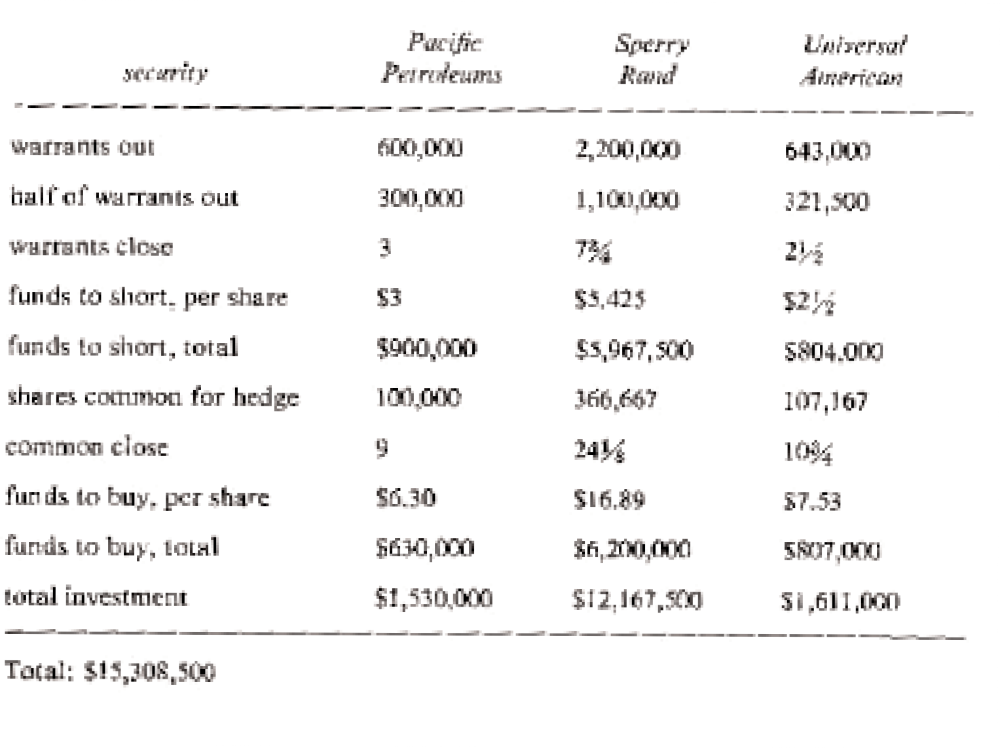 Pacific Sperry Universal
security Petroleums Rand American
warrants out 600,000 2,200,000 643,000
half of warrants out 300,000 1,100,000 321,500
warrants close 3 7¾ 2½
funds to short, per share $3 $5,425 $2½
funds to short, total $900,000 $5,967,500 $804,000
shares common for hedge 100,000 366,667 107,167
common close 9 24⅛ 10¾
funds to buy, per share $6.30 $16.89 $7.53
funds to buy, total $630,000 $6,200,000 $807,000
total investment $1,530,000 $12,167,500 $1,611,000
Total: $15,308,500